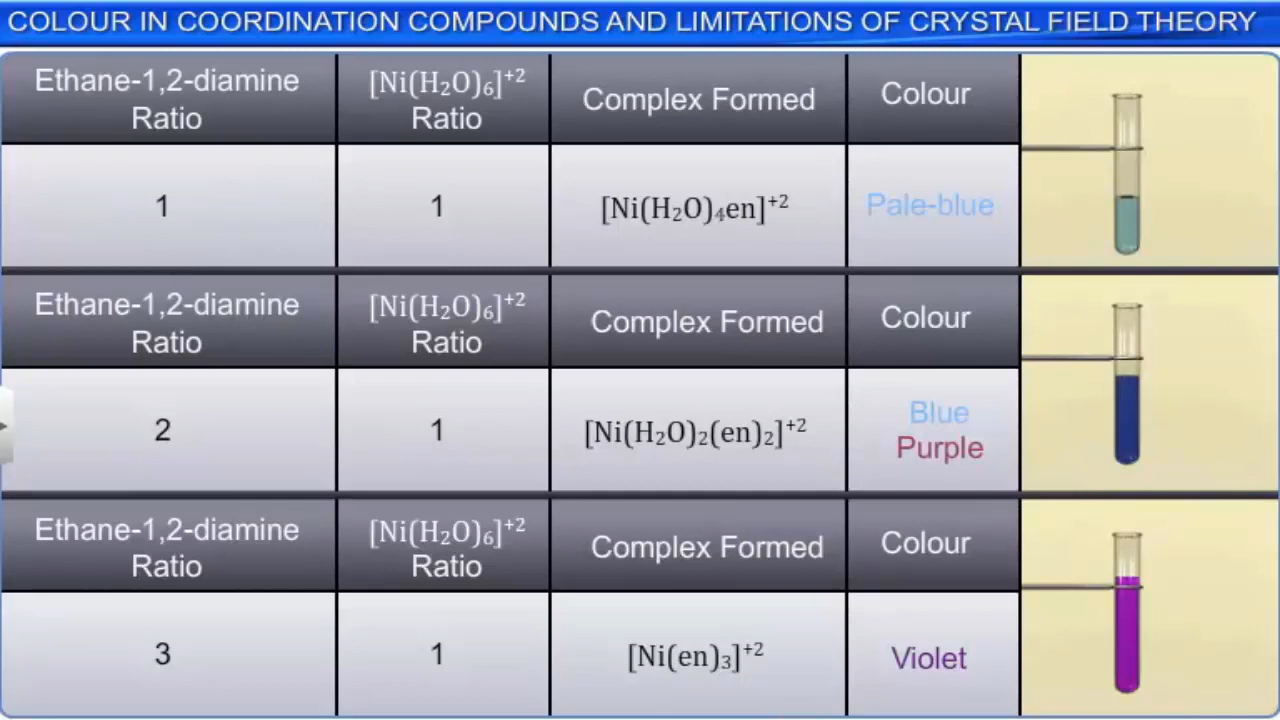 COLOUR IN COORDINATION COMPOUNDS AND LIMITATIONS OF CRYSTAL FIELD THEORY
Ethane-1,2-diamine
Ratio
[Ni(H₂O)₆]⁺²
Ratio
Complex Formed
Colour
1
1
[Ni(H₂O)₄en]⁺²
Pale-blue
Ethane-1,2-diamine
Ratio
[Ni(H₂O)₆]⁺²
Ratio
Complex Formed
Colour
2
1
[Ni(H₂O)₂(en)₂]⁺²
Blue
Purple
Ethane-1,2-diamine
Ratio
[Ni(H₂O)₆]⁺²
Ratio
Complex Formed
Colour
3
1
[Ni(en)₃]⁺²
Violet